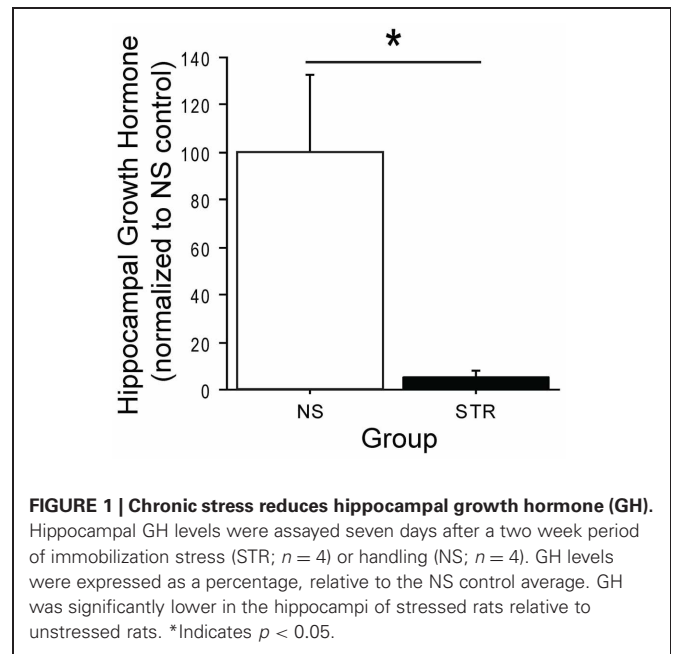 *
Hippocampal Growth Hormone
(normalized to NS control)
140
120
100
80
60
40
20
0
NS STR
Group
FIGURE 1 | Chronic stress reduces hippocampal growth hormone (GH).
Hippocampal GH levels were assayed seven days after a two week period
of immobilization stress (STR; n = 4) or handling (NS; n = 4). GH levels
were expressed as a percentage, relative to the NS control average. GH
was significantly lower in the hippocampi of stressed rats relative to
unstressed rats. *Indicates p < 0.05.